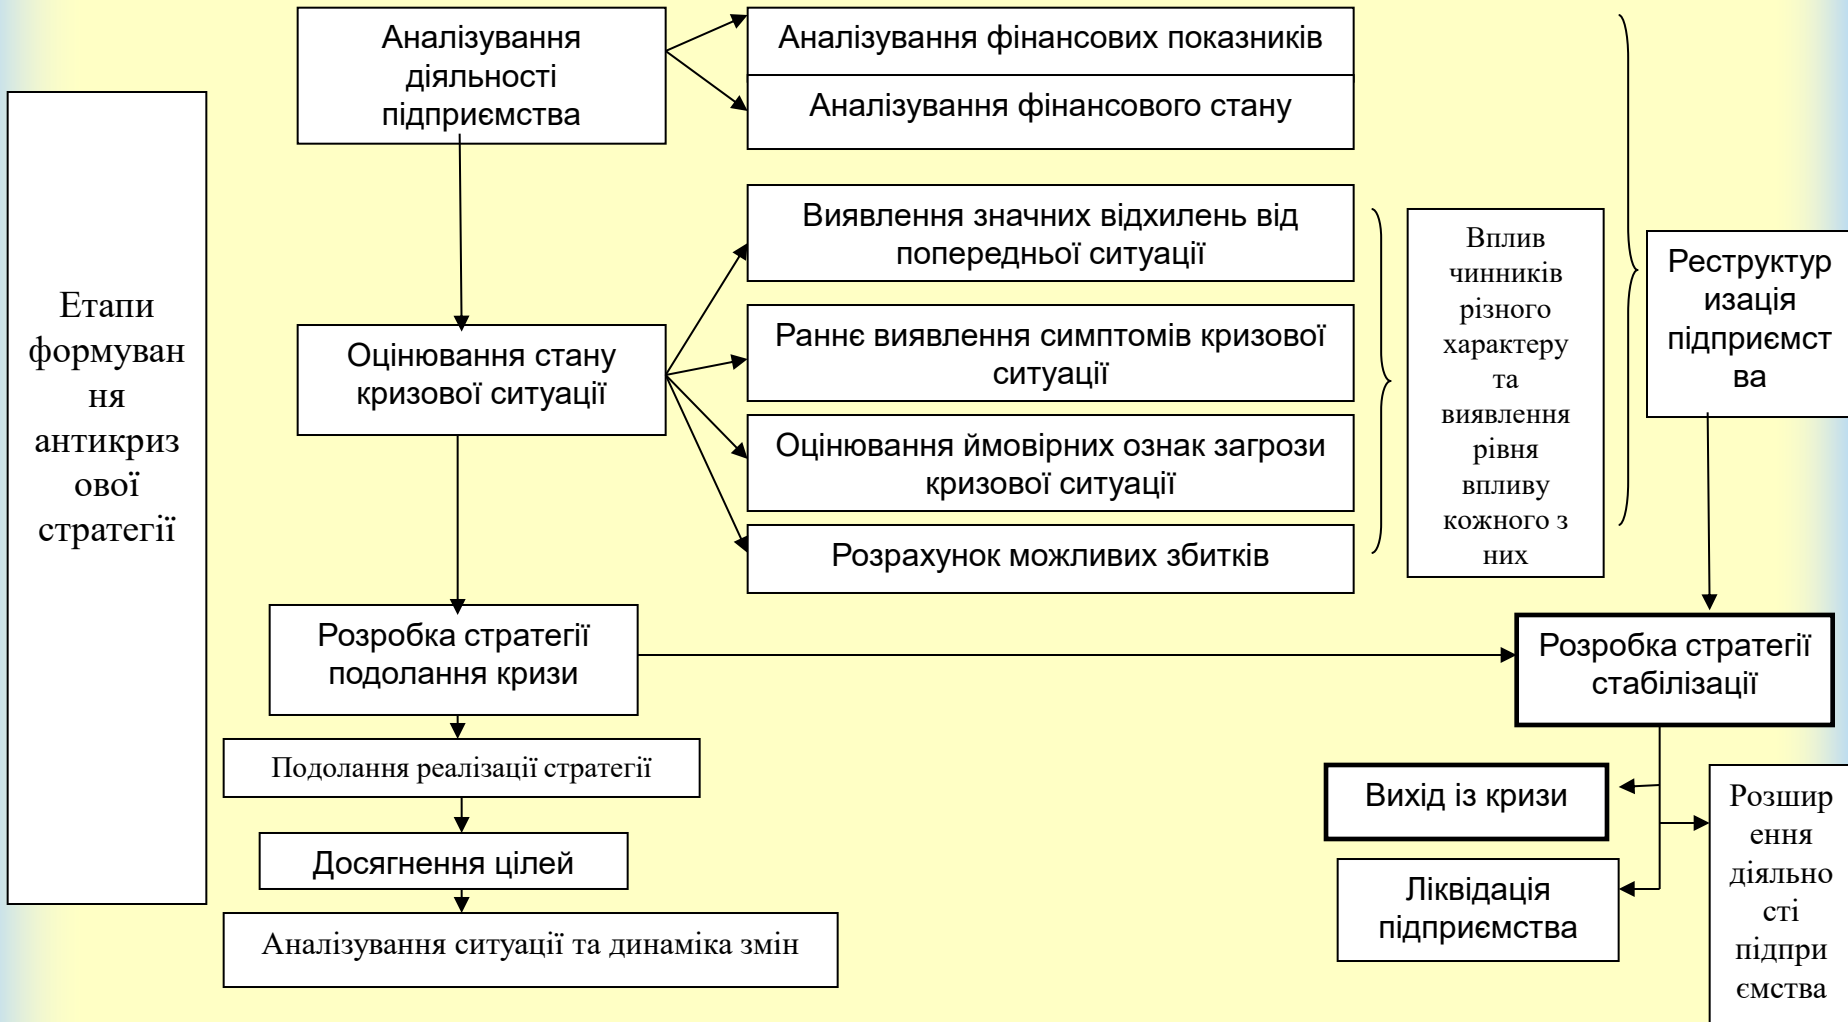 Етапи
формуван
ня
антикриз
ової
стратегії
Аналізування
діяльності
підприємства
Аналізування фінансових показників
Аналізування фінансового стану
Оцінювання стану
кризової ситуації
Виявлення значних відхилень від
попередньої ситуації
Раннє виявлення симптомів кризової
ситуації
Оцінювання ймовірних ознак загрози
кризової ситуації
Розрахунок можливих збитків
Вплив
чинників
різного
характеру
та
виявлення
рівня
впливу
кожного з
них
Реструктур
изація
підприємст
ва
Розробка стратегії
подолання кризи
Розробка стратегії
стабілізації
Подолання реалізації стратегії
Досягнення цілей
Аналізування ситуації та динаміка змін
Вихід із кризи
Ліквідація
підприємства
Розшир
ення
діяльно
сті
підпри
ємства